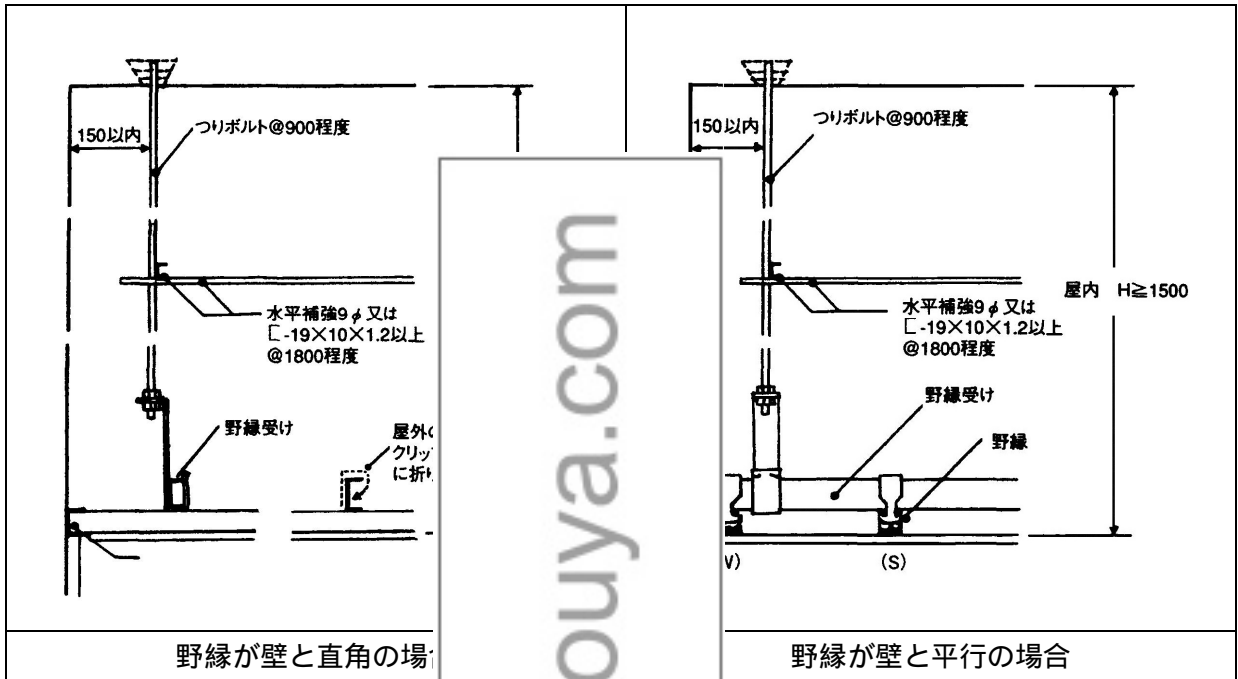 150以内
つりボルト@900程度
水平補強9φ又は
[-19×10×1.2以上
@1800程度
野縁受け
屋外
クリッ
に折
野縁が壁と直角の場
ouya.com
150以内
つりボルト@900程度
屋内 H≧1500
水平補強9φ又は
[-19×10×1.2以上
@1800程度
野縁受け
野縁
)
(S)
野縁が壁と平行の場合